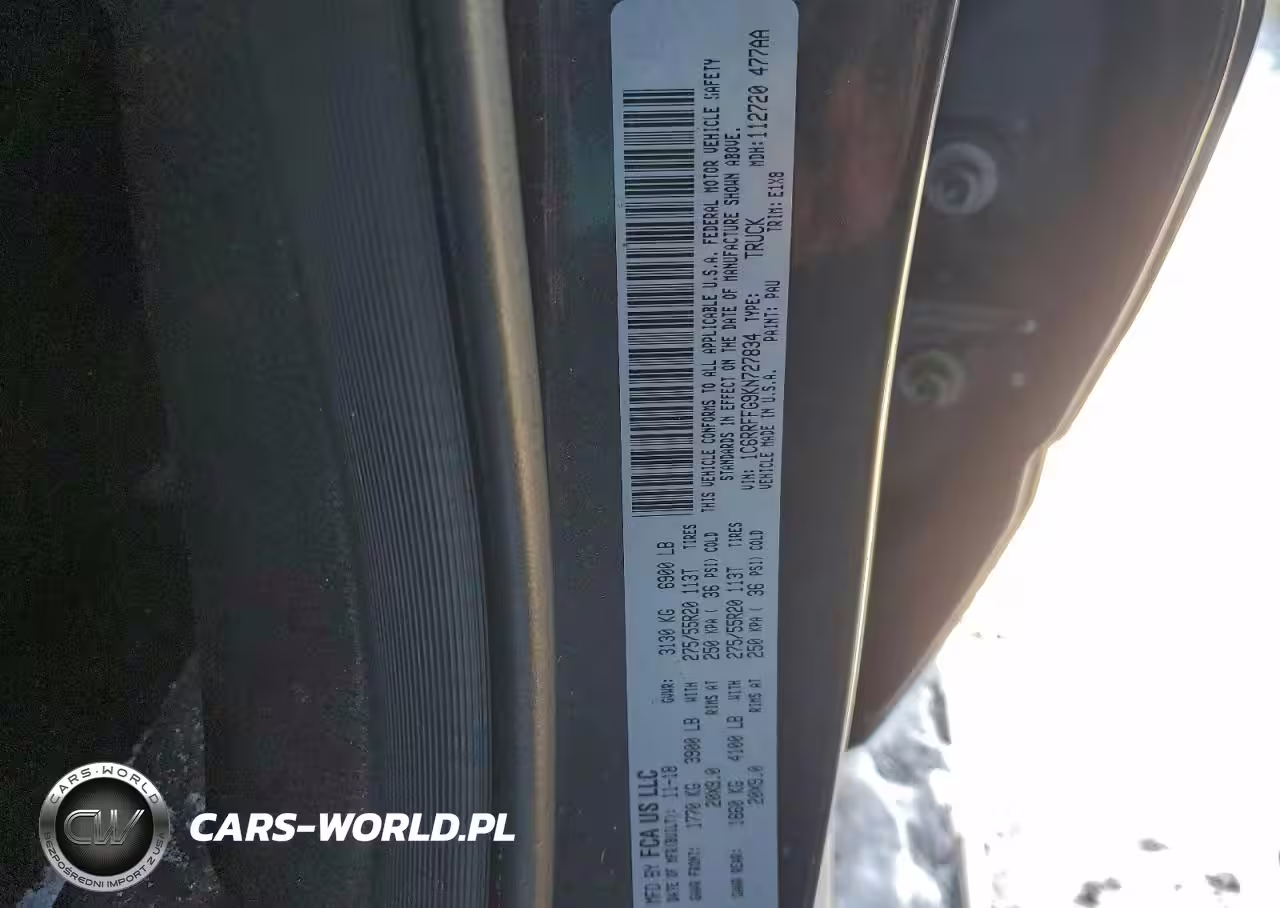 MFD BY FCA US LLC
DATE OF MFR(BUILT): 11-18 GVWR: 3130 KG 6900 LB
GAWR FRONT: 1770 KG 3900 LB WITH 275/55R20 113T TIRES
20X9.0 RIMS AT 250 KPA ( 36 PSI) COLD
GAWR REAR: 1860 KG 4100 LB WITH 275/55R20 113T TIRES
20X9.0 RIMS AT 250 KPA ( 36 PSI) COLD
THIS VEHICLE CONFORMS TO ALL APPLICABLE U.S.A. FEDERAL MOTOR VEHICLE SAFETY
STANDARDS IN EFFECT ON THE DATE OF MANUFACTURE SHOWN ABOVE.
VIN: 1C6RRFFG9KN727834 TYPE: TRUCK MDH:112720 477AA
VEHICLE MADE IN U.S.A. PAINT: PAU TRIM: E1X8
CARS-WORLD
CW
BEZPOŚREDNI IMPORT Z USA
CARS-WORLD.PL